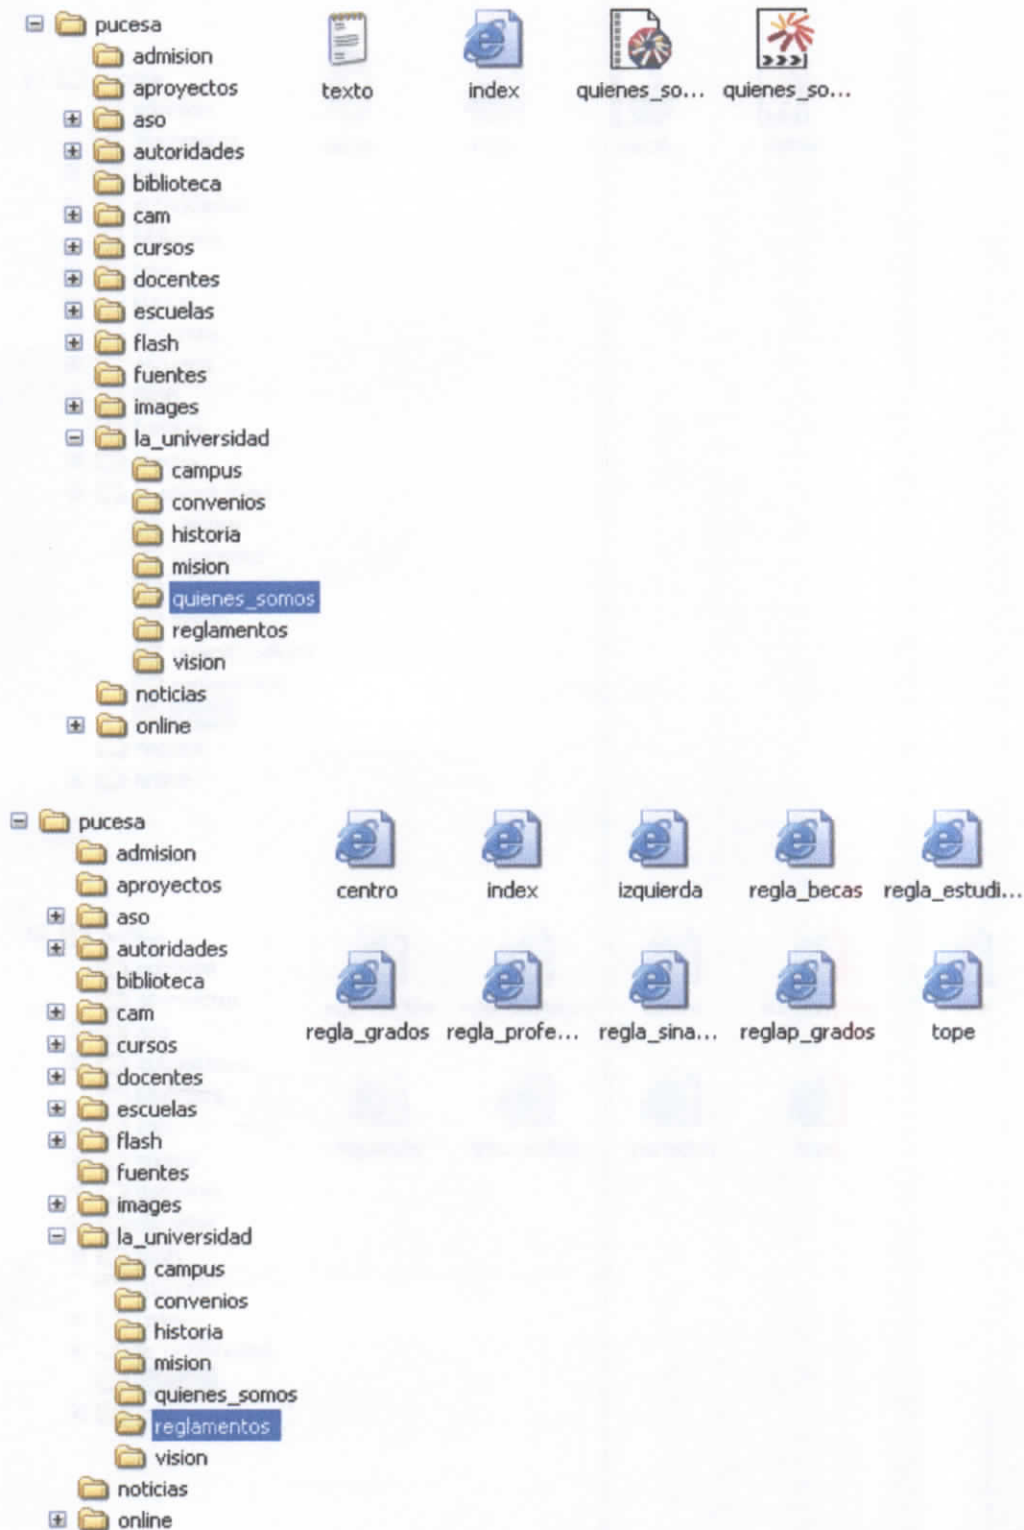 pucesa
admision
aproyectos
aso
autoridades
biblioteca
cam
cursos
docentes
escuelas
flash
fuentes
images
la_universidad
campus
convenios
historia
mision
quienes_somos
reglamentos
vision
noticias
online
texto index quienes_so... quienes_so...
pucesa
admision
aproyectos
aso
autoridades
biblioteca
cam
cursos
docentes
escuelas
flash
fuentes
images
la_universidad
campus
convenios
historia
mision
quienes_somos
reglamentos
vision
noticias
online
centro index izquierda regla_becas regla_estudi...
regla_grados regla_profe... regla_sina... reglap_grados tope